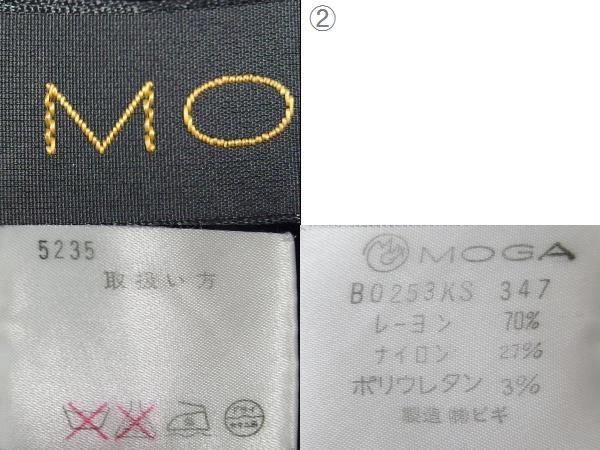 MO
②
5235
取扱い方
MOGA
B0253KS 347
レーヨン 70%
ナイロン 27%
ポリウレタン 3%
製造 ㈱ビギ